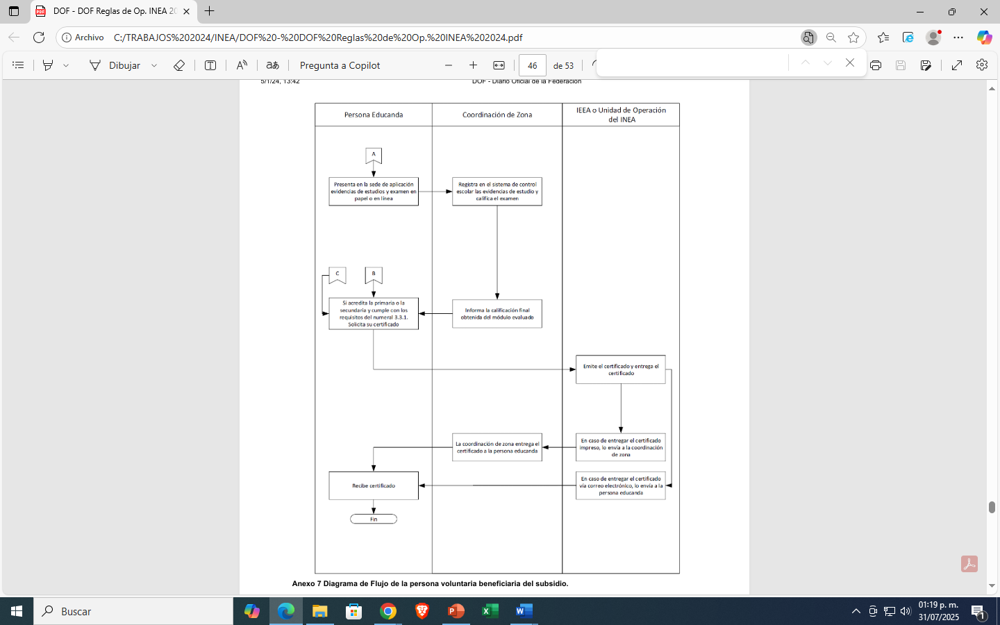 DOF - DOF Reglas de Op. INEA 20
Archivo
C:/TRABAJOS%202024/INEA/DOF%20-%20DOF%20Reglas%20de%20Op.%20INEA%202024.pdf
Dibujar
Pregunta a Copilot
46
de 53
5/1/24, 13:42
DOF - Diario Oficial de la Federación
Persona Educanda
Coordinación de Zona
IEEA o Unidad de Operación
del INEA
A
Presenta en la sede de aplicación
evidencias de estudios y examen en
papel o en línea
Registra en el sistema de control
escolar las evidencias de estudio y
califica el examen
C
B
Si acredita la primaria o la
secundaria y cumple con los
requisitos del numeral 3.3.1.
Solicita su certificado
Informa la calificación final
obtenida del módulo evaluado
Emite el certificado y entrega el
certificado
La coordinación de zona entrega el
certificado a la persona educanda
En caso de entregar el certificado
impreso, lo envía a la coordinación
de zona
Recibe certificado
En caso de entregar el certificado
vía correo electrónico, lo envía a la
persona educanda
Fin
Anexo 7 Diagrama de Flujo de la persona voluntaria beneficiaria del subsidio.
Buscar
01:19 p. m.
31/07/2025
1